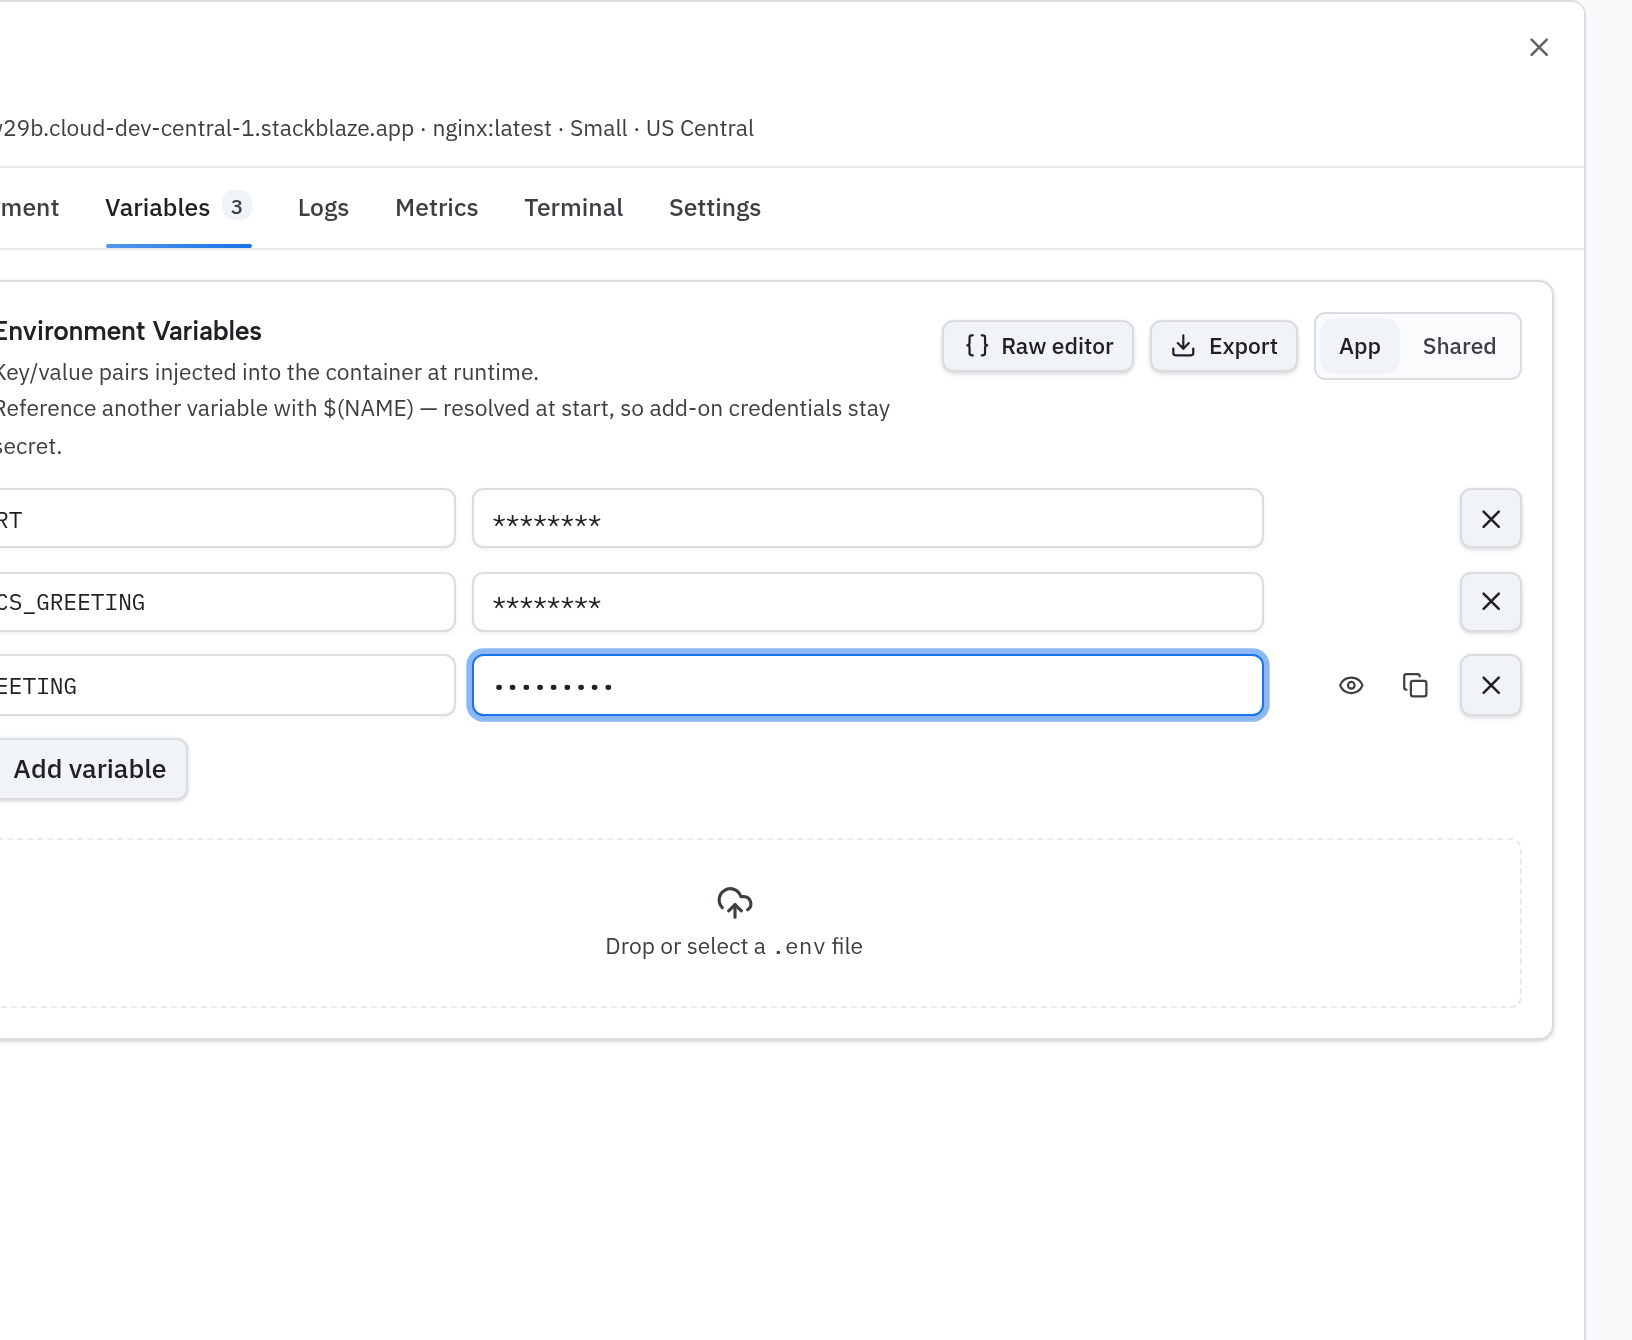 29b.cloud-dev-central-1.stackblaze.app · nginx:latest · Small · US Central
ment Variables 3 Logs Metrics Terminal Settings
Environment Variables
{} Raw editor Export App Shared
Key/value pairs injected into the container at runtime.
Reference another variable with $(NAME) — resolved at start, so add-on credentials stay
secret.
RT ********
CS_GREETING ********
EETING •••••••••
Add variable
Drop or select a .env file